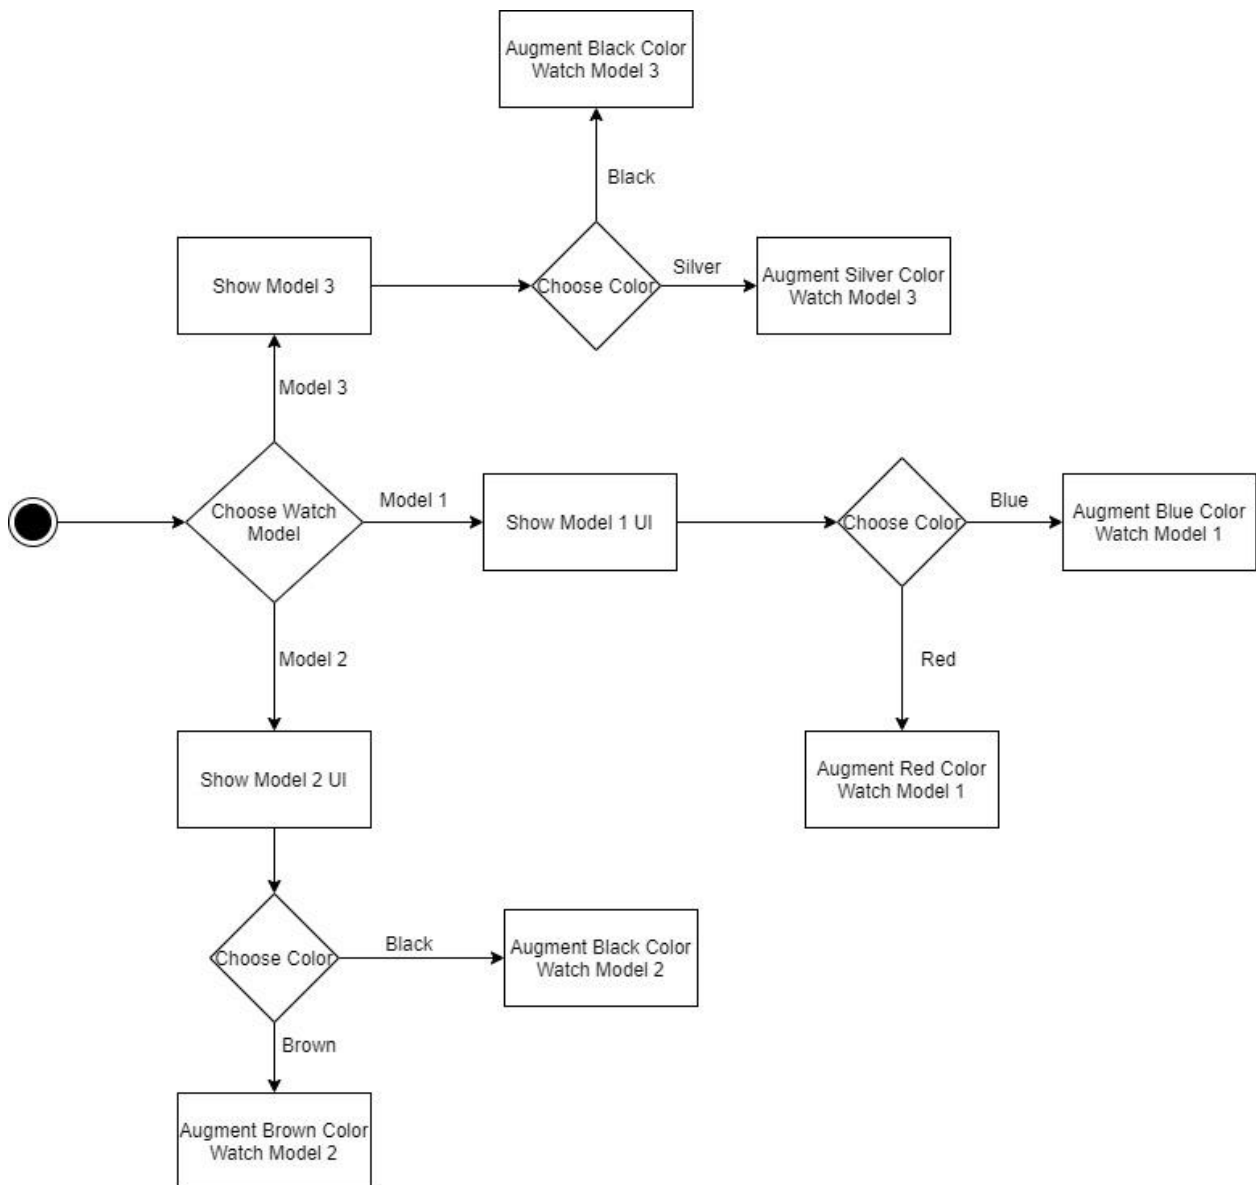 Augment Black Color
Watch Model 3
Black
Show Model 3
Choose Color
Silver
Augment Silver Color
Watch Model 3
Model 3
Choose Watch
Model
Model 1
Show Model 1 UI
Choose Color
Blue
Augment Blue Color
Watch Model 1
Model 2
Red
Show Model 2 UI
Augment Red Color
Watch Model 1
Choose Color
Black
Augment Black Color
Watch Model 2
Brown
Augment Brown Color
Watch Model 2